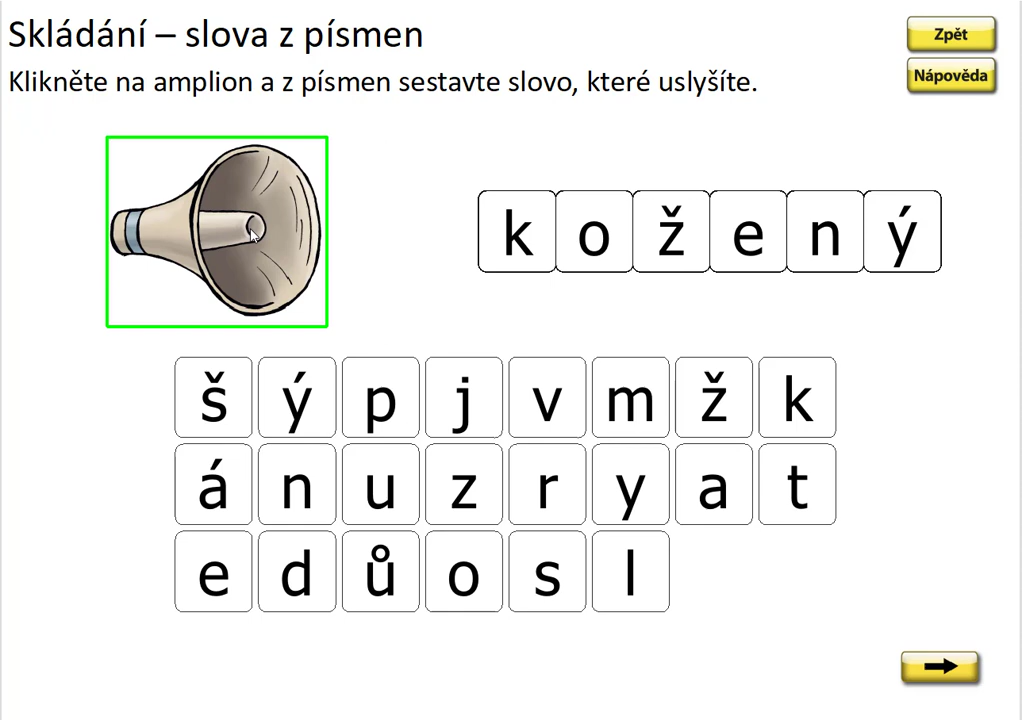 Skládání – slova z písmen
Zpět
Klikněte na amplion a z písmen sestavte slovo, které uslyšíte.
Nápověda
k o ž e n ý
š ý p j v m ž k
á n u z r y a t
e d ů o s l